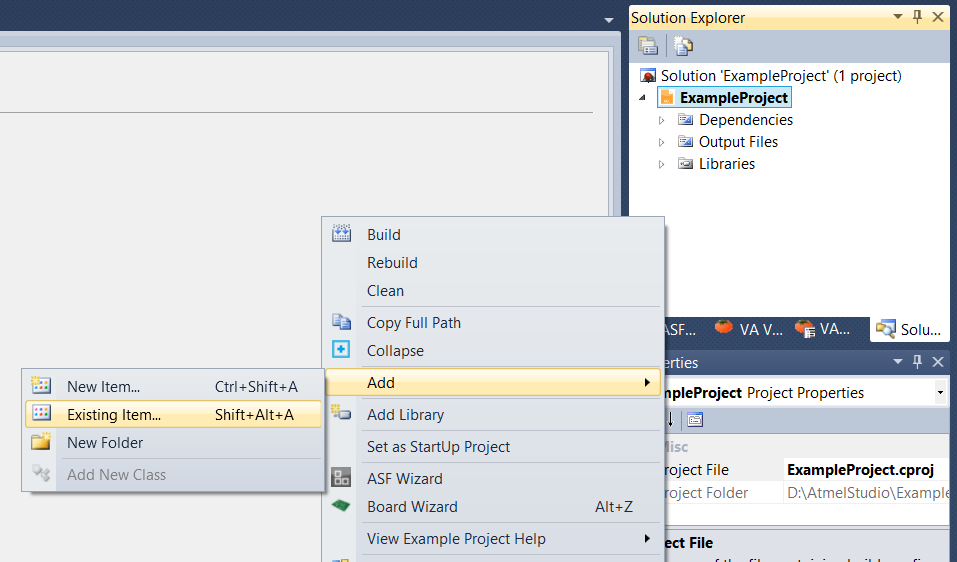 Solution Explorer
Solution 'ExampleProject' (1 project)
ExampleProject
Dependencies
Output Files
Libraries
Build
Rebuild
Clean
Copy Full Path
Collapse
Add
Add Library
Set as StartUp Project
ASF Wizard
Board Wizard Alt+Z
View Example Project Help
New Item... Ctrl+Shift+A
Existing Item... Shift+Alt+A
New Folder
Add New Class
ASF... VA V... VA... Solu...
erties
mpleProject Project Properties
Misc
roject File ExampleProject.cproj
roject Folder D:\AtmelStudio\Example
ect File